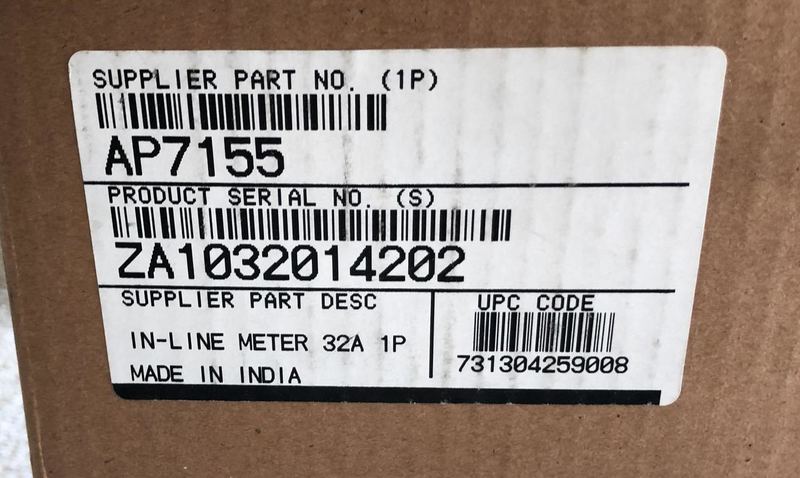 SUPPLIER PART NO. (1P)
AP7155
PRODUCT SERIAL NO. (S)
ZA1032014202
SUPPLIER PART DESC
IN-LINE METER 32A 1P
MADE IN INDIA
UPC CODE
731304259008